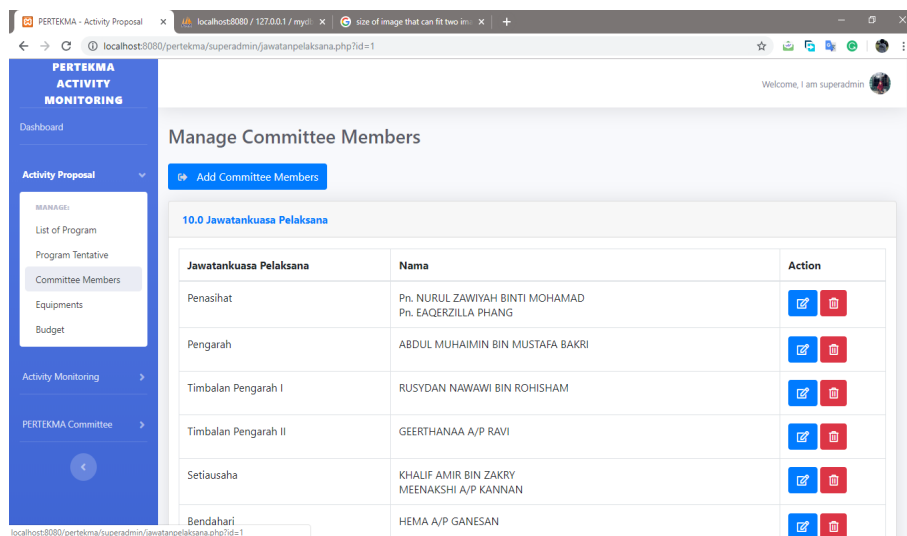 PERTEKMA - Activity Proposal
localhost:8080 / 127.0.0.1 / mydb
size of image that can fit two ima
localhost:8080/pertekma/superadmin/jawatanpelaksana.php?id=1
PERTEKMA
ACTIVITY
MONITORING
Welcome, I am superadmin
Dashboard
Activity Proposal
MANAGE:
List of Program
Program Tentative
Committee Members
Equipments
Budget
Activity Monitoring
PERTEKMA Committee
Manage Committee Members
Add Committee Members
10.0 Jawatankuasa Pelaksana
Jawatankuasa Pelaksana Nama Action
Penasihat Pn. NURUL ZAWIYAH BINTI MOHAMAD
Pn. EAQERZILLA PHANG
Pengarah ABDUL MUHAIMIN BIN MUSTAFA BAKRI
Timbalan Pengarah I RUSYDAN NAWAWI BIN ROHISHAM
Timbalan Pengarah II GEERTHANAA A/P RAVI
Setiausaha KHALIF AMIR BIN ZAKRY
MEENAKSHI A/P KANNAN
Bendahari HEMA A/P GANESAN
localhost:8080/pertekma/superadmin/jawatanpelaksana.php?id=1